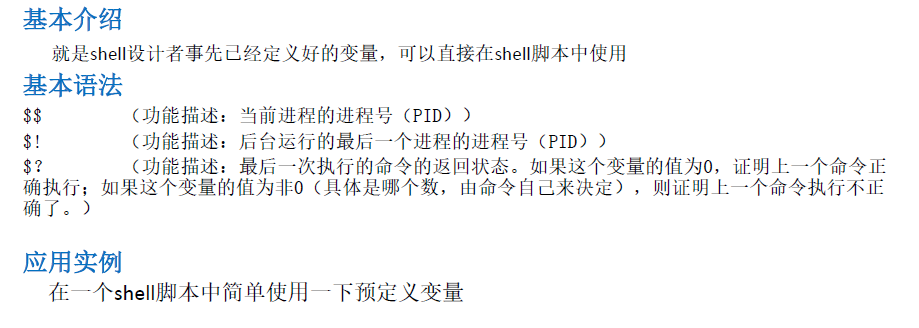 基本介绍
就是shell设计者事先已经定义好的变量，可以直接在shell脚本中使用
基本语法
$$ （功能描述：当前进程的进程号（PID））
$! （功能描述：后台运行的最后一个进程的进程号（PID））
$? （功能描述：最后一次执行的命令的返回状态。如果这个变量的值为0，证明上一个命令正
确执行；如果这个变量的值为非0（具体是哪个数，由命令自己来决定），则证明上一个命令执行不正
确了。）
应用实例
在一个shell脚本中简单使用一下预定义变量